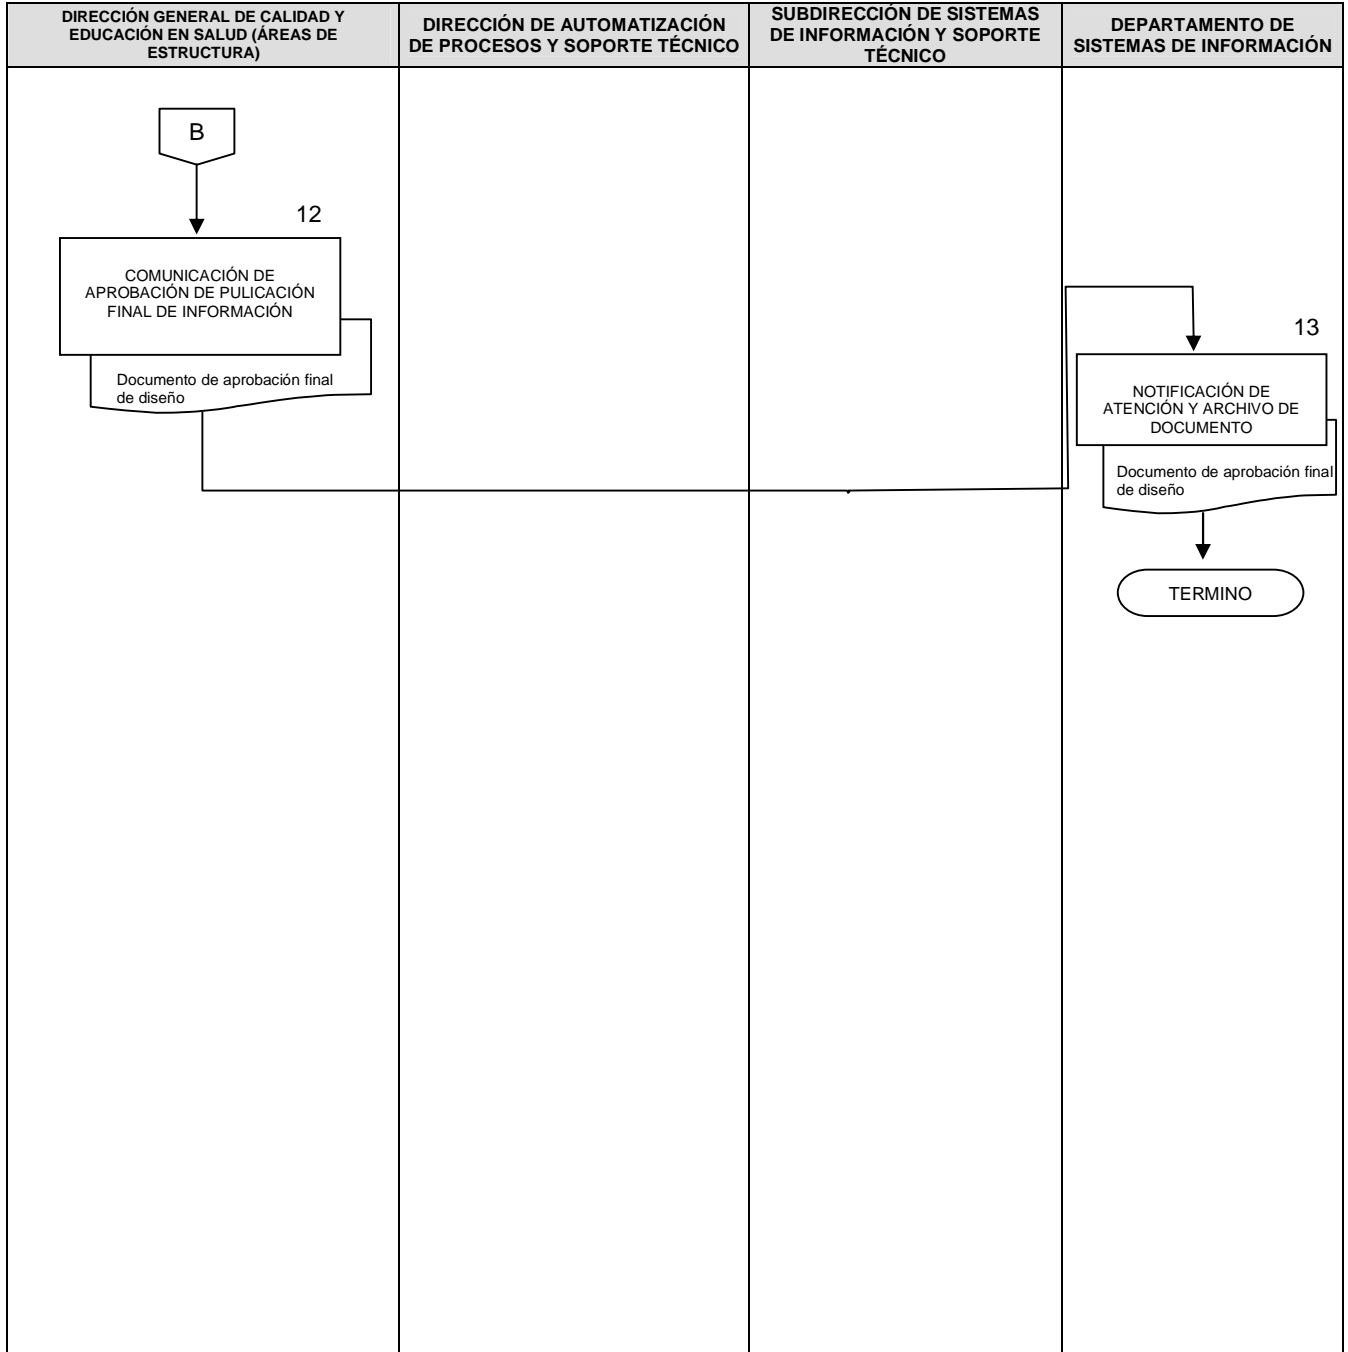 DIRECCIÓN GENERAL DE CALIDAD Y
EDUCACIÓN EN SALUD (ÁREAS DE
ESTRUCTURA)
DIRECCIÓN DE AUTOMATIZACIÓN
DE PROCESOS Y SOPORTE TÉCNICO
SUBDIRECCIÓN DE SISTEMAS
DE INFORMACIÓN Y SOPORTE
TÉCNICO
DEPARTAMENTO DE
SISTEMAS DE INFORMACIÓN
B
12
COMUNICACIÓN DE
APROBACIÓN DE PULICACIÓN
FINAL DE INFORMACIÓN
Documento de aprobación final
de diseño
13
NOTIFICACIÓN DE
ATENCIÓN Y ARCHIVO DE
DOCUMENTO
Documento de aprobación final
de diseño
TERMINO